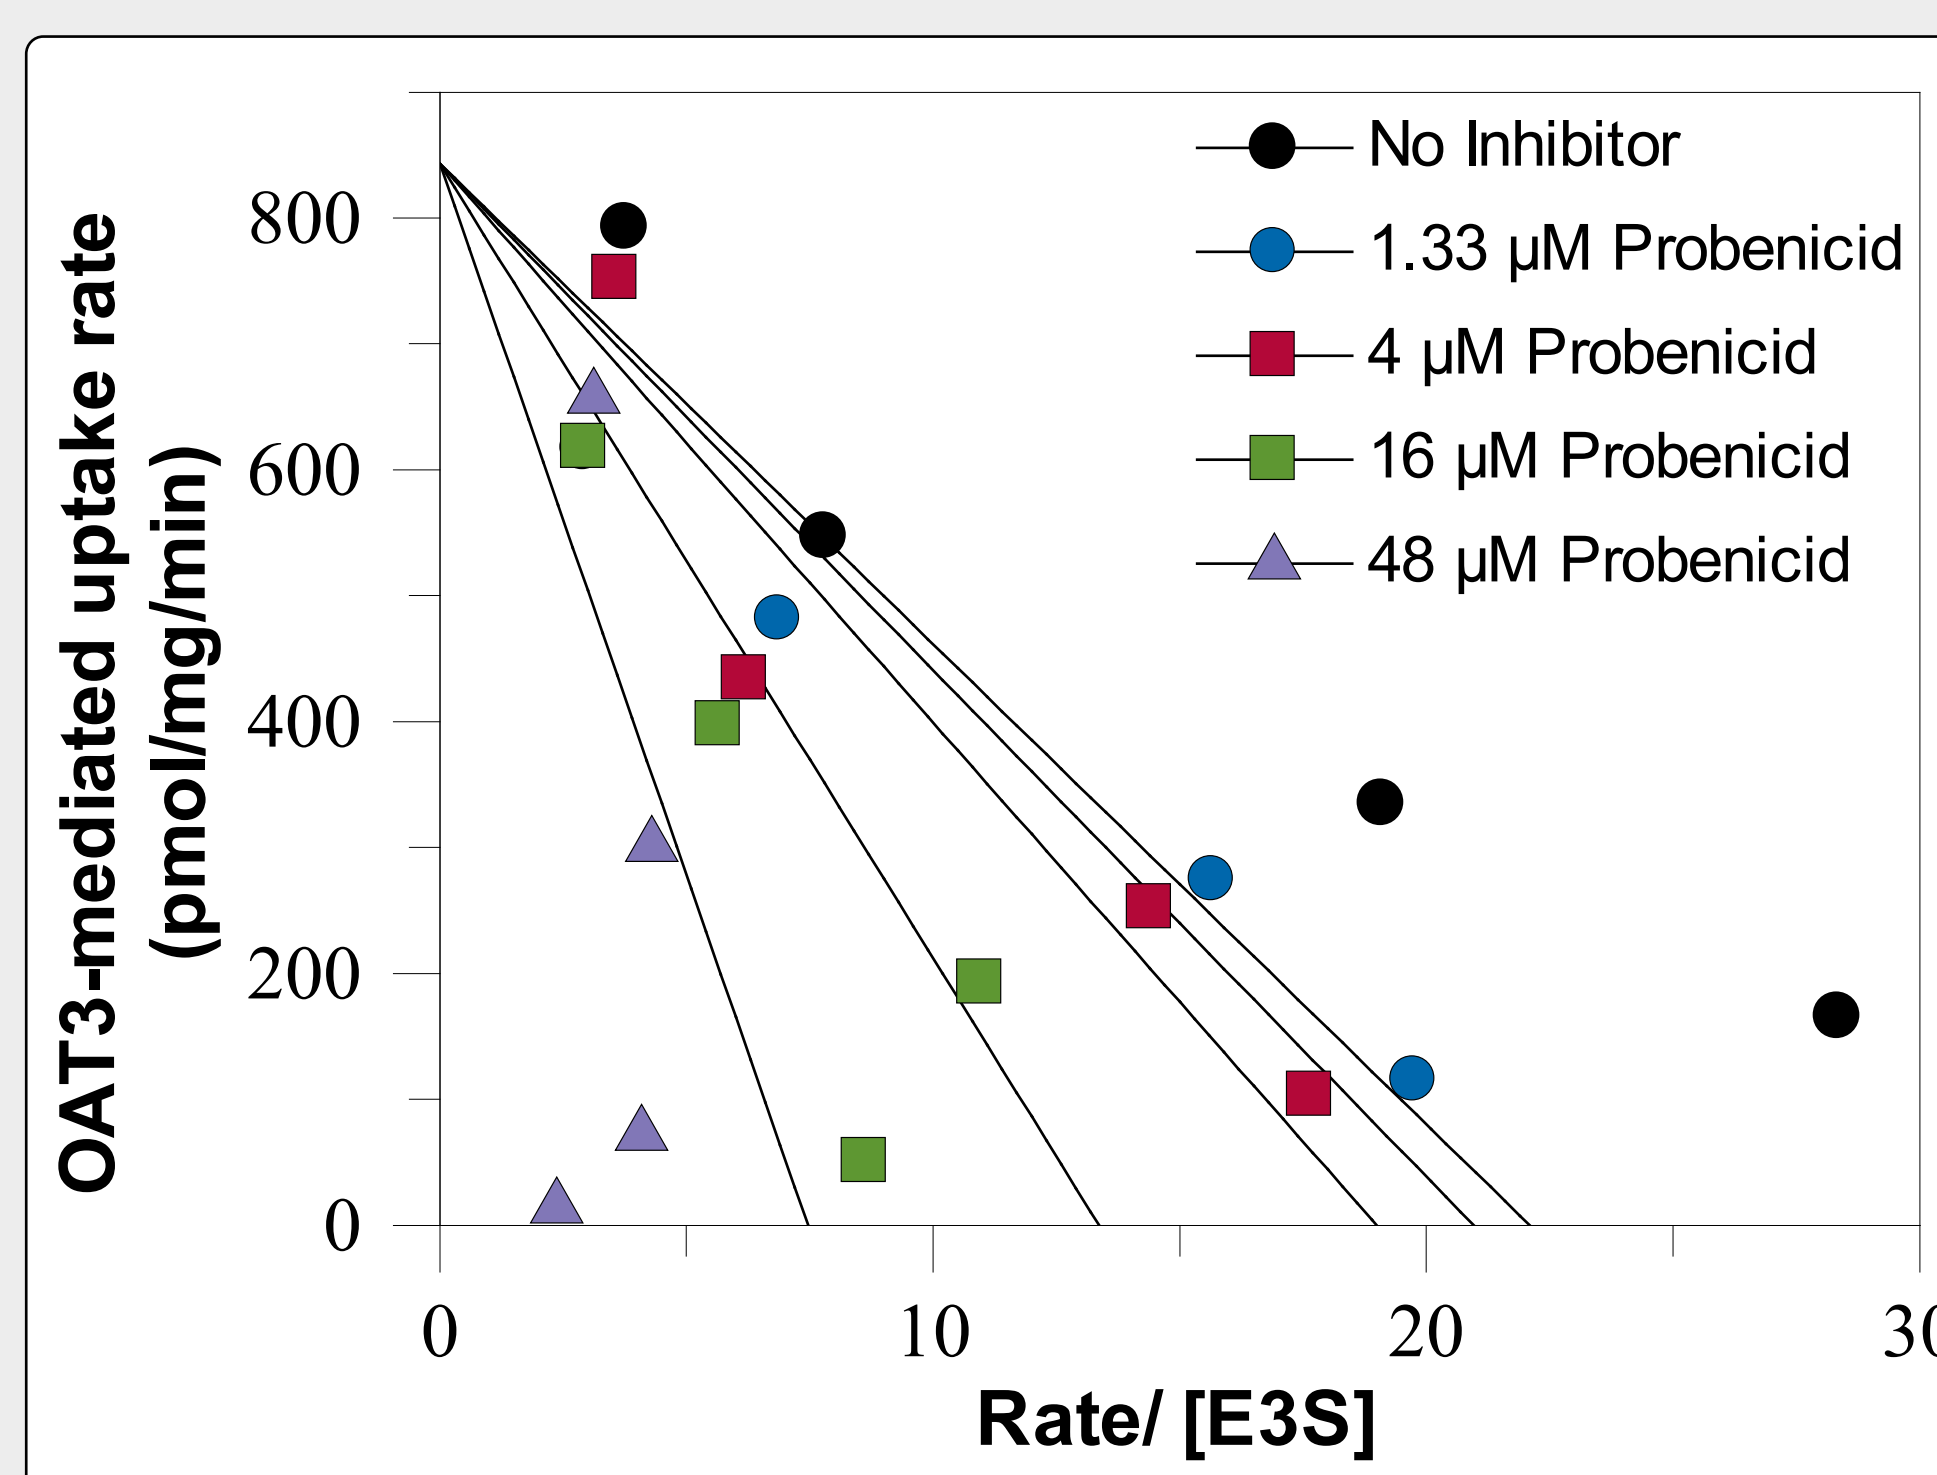 OAT3-mediated uptake rate
(pmol/mg/min)
800
600
400
200
0
No Inhibitor
1.33 µM Probenicid
4 µM Probenicid
16 µM Probenicid
48 µM Probenicid
0 10 20 30
Rate/ [E3S]